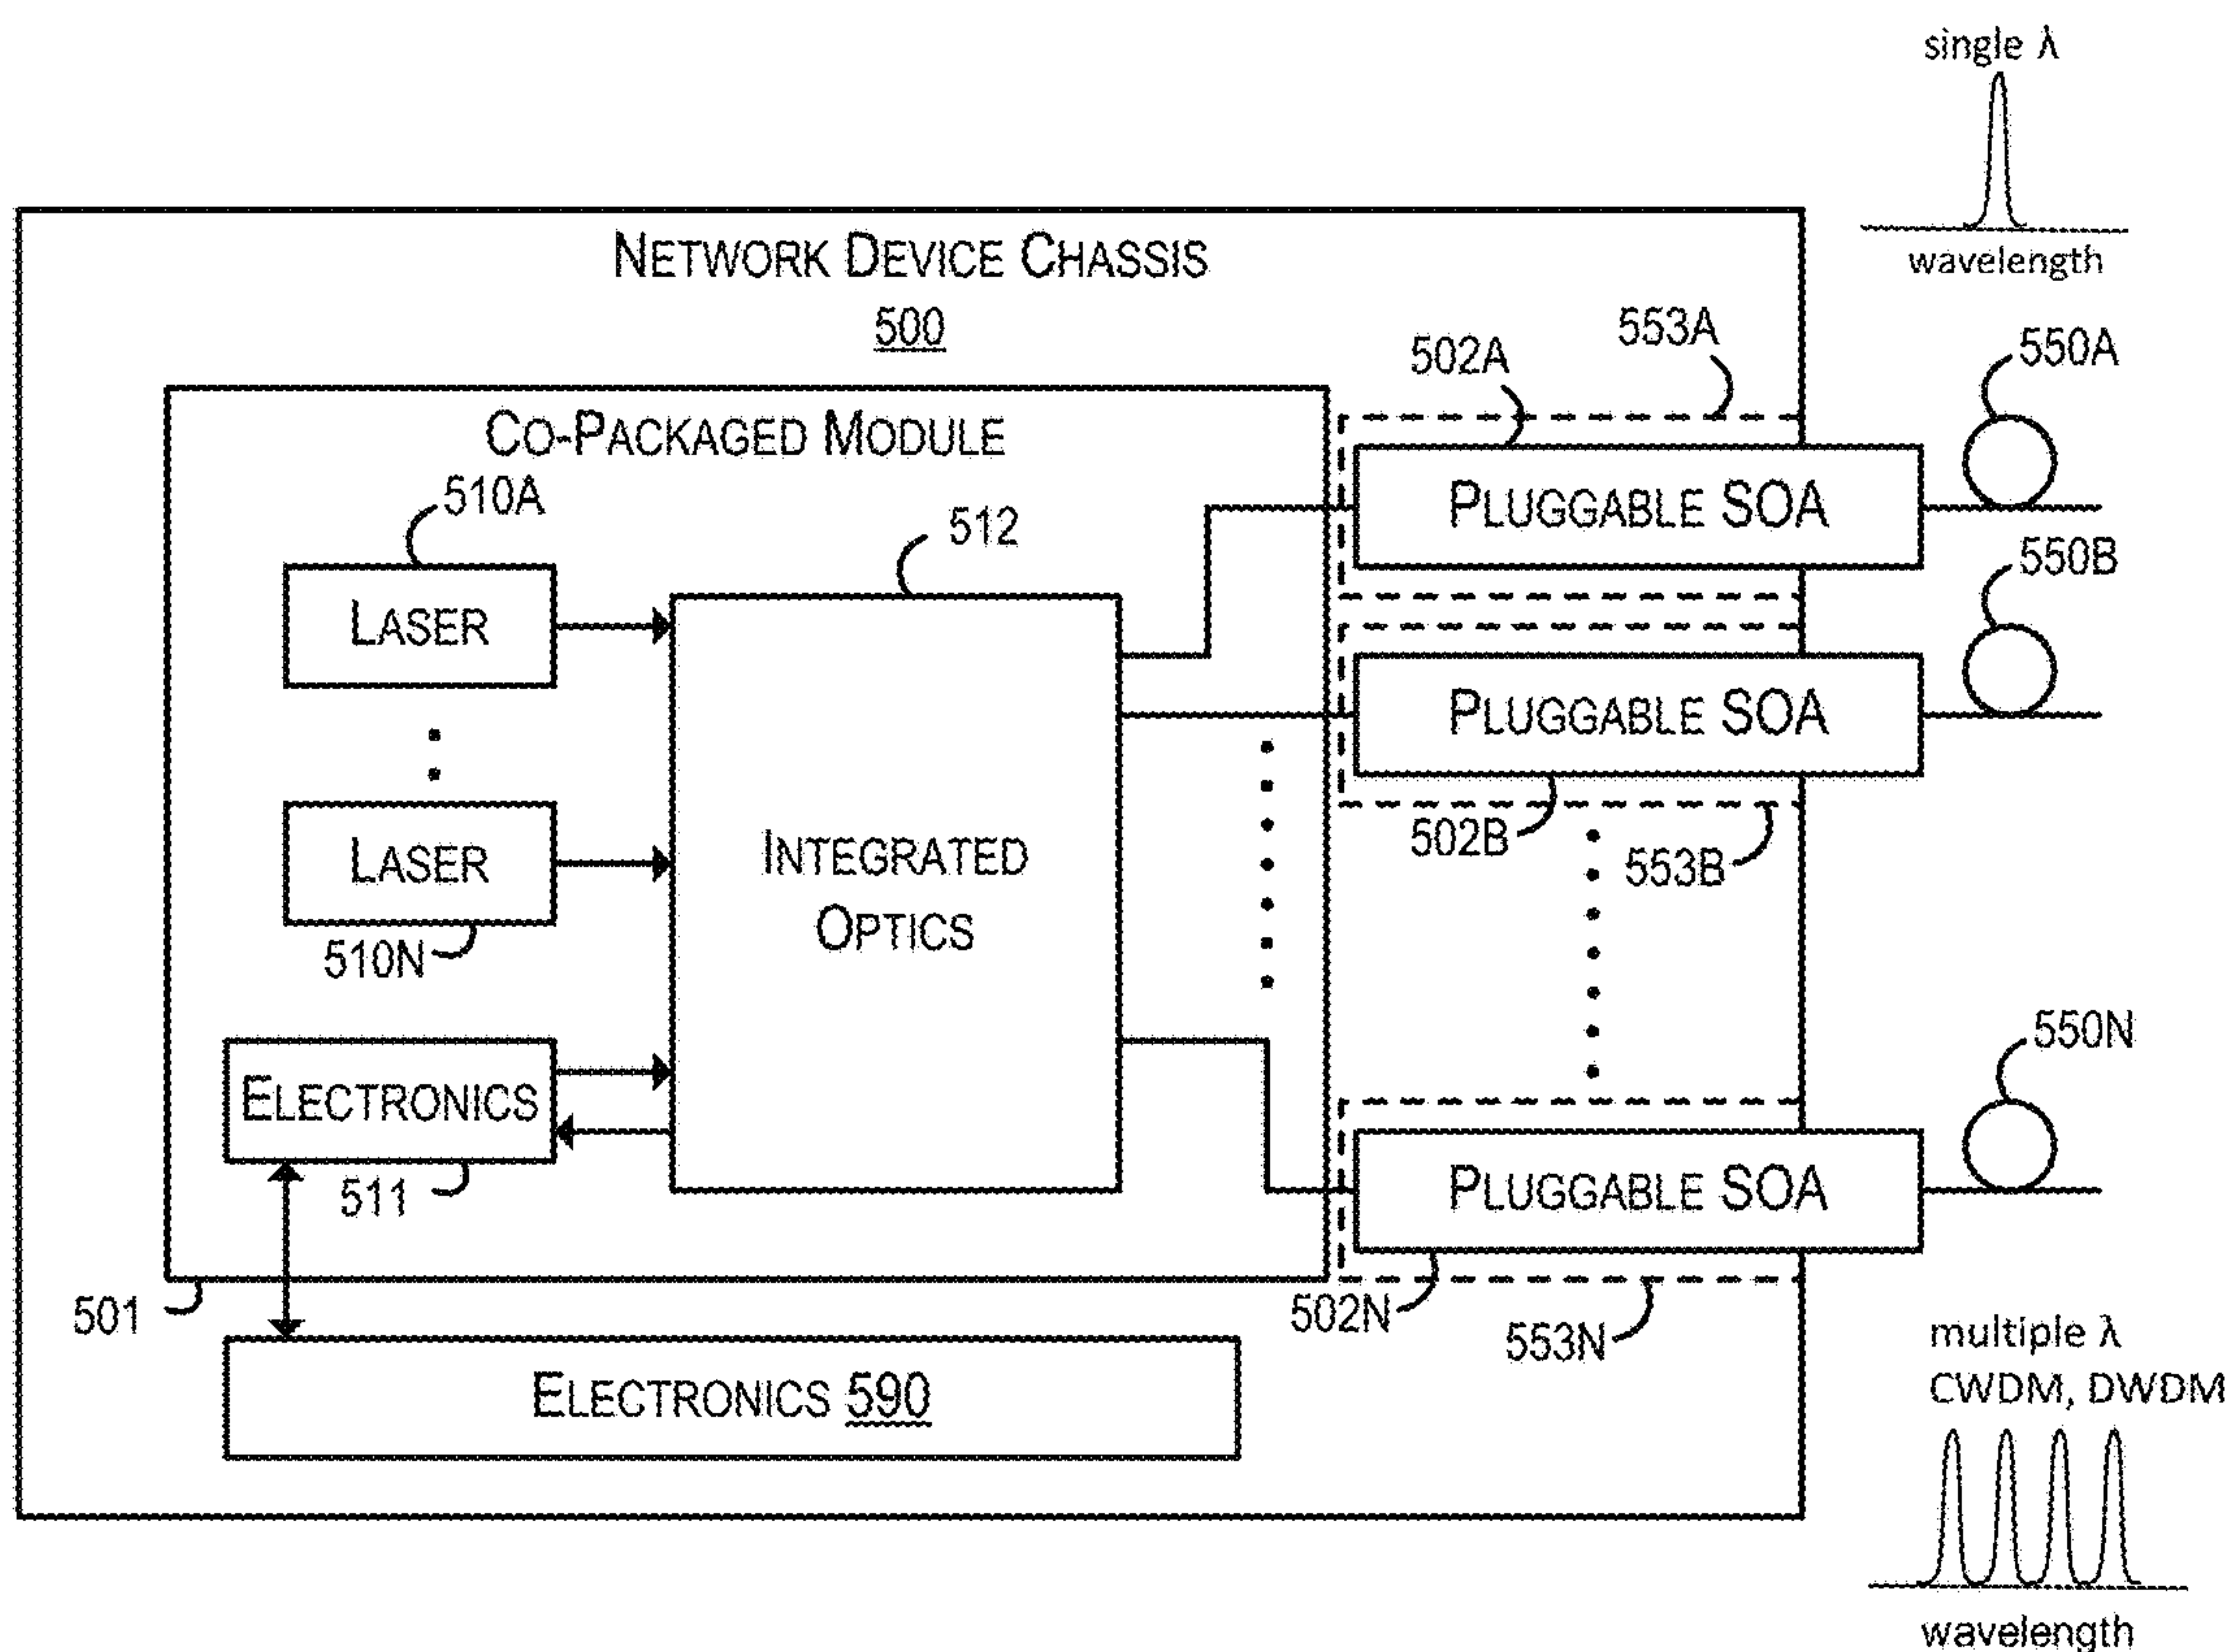 single λ
wavelength
NETWORK DEVICE CHASSIS
500
553A
502A
550A
CO-PACKAGED MODULE
PLUGGABLE SOA
510A
512
550B
LASER
PLUGGABLE SOA
LASER
INTEGRATED
OPTICS
502B
553B
510N
550N
ELECTRONICS
PLUGGABLE SOA
511
501
502N
553N
multiple λ
CWDM, DWDM
ELECTRONICS 590
wavelength